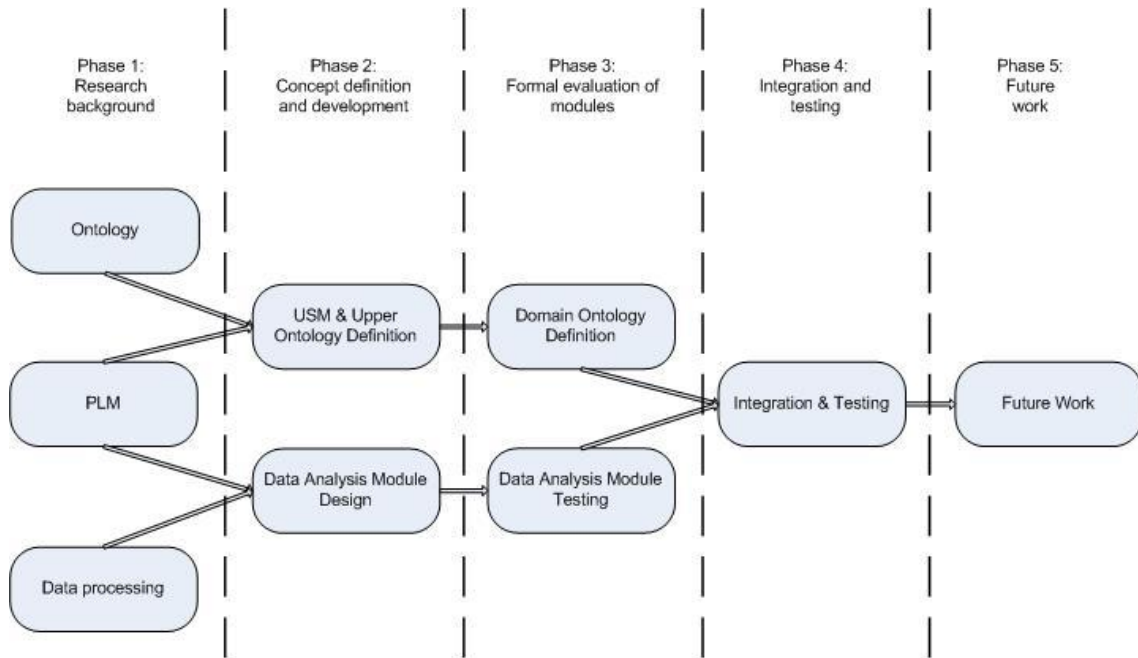 Phase 1:
Research
background
Phase 2:
Concept definition
and development
Phase 3:
Formal evaluation of
modules
Phase 4:
Integration and
testing
Phase 5:
Future
work
Ontology
USM & Upper
Ontology Definition
Domain Ontology
Definition
PLM
Integration & Testing
Future Work
Data Analysis Module
Design
Data Analysis Module
Testing
Data processing